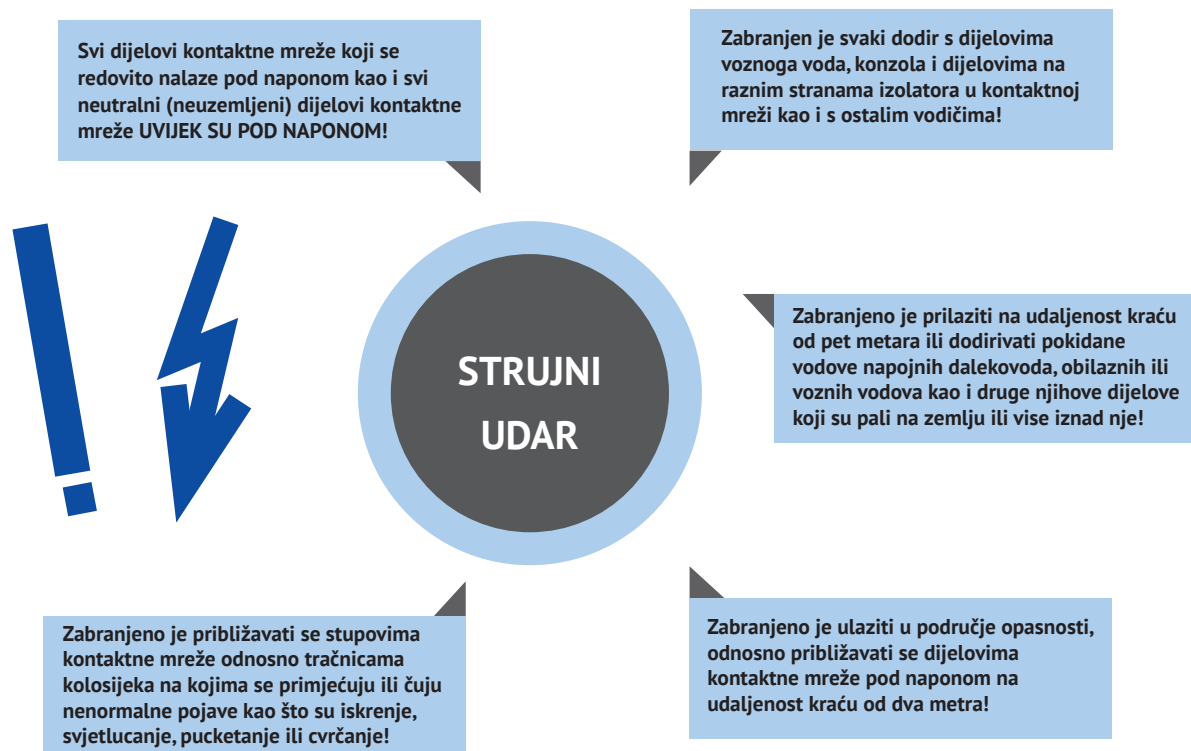 Svi dijelovi kontaktne mreže koji se
redovito nalaze pod naponom kao i svi
neutralni (neuzemljeni) dijelovi kontaktne
mreže UVIJEK SU POD NAPONOM!
Zabranjen je svaki dodir s dijelovima
voznoga voda, konzola i dijelovima na
raznim stranama izolatora u kontaktnoj
mreži kao i s ostalim vodičima!
STRUJNI
UDAR
Zabranjeno je prilaziti na udaljenost kraću
od pet metara ili dodirivati pokidane
vodove napojnih dalekovoda, obilaznih ili
voznih vodova kao i druge njihove dijelove
koji su pali na zemlju ili vise iznad nje!
Zabranjeno je približavati se stupovima
kontaktne mreže odnosno tračnicama
kolosijeka na kojima se primjećuju ili čuju
nenormalne pojave kao što su iskrenje,
svjetlucanje, pucketanje ili cvrčanje!
Zabranjeno je ulaziti u područje opasnosti,
odnosno približavati se dijelovima
kontaktne mreže pod naponom na
udaljenost kraću od dva metra!